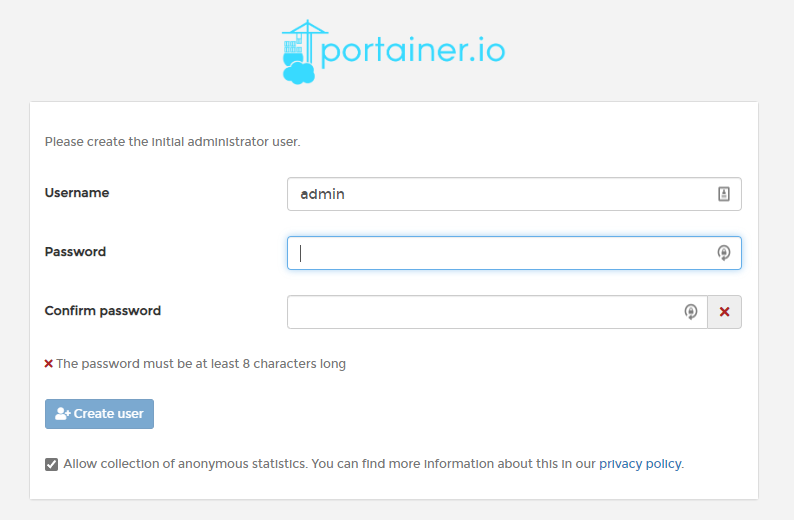 portainer.io
Please create the initial administrator user.
Username
admin
Password
Confirm password
The password must be at least 8 characters long
Create user
Allow collection of anonymous statistics. You can find more information about this in our privacy policy.